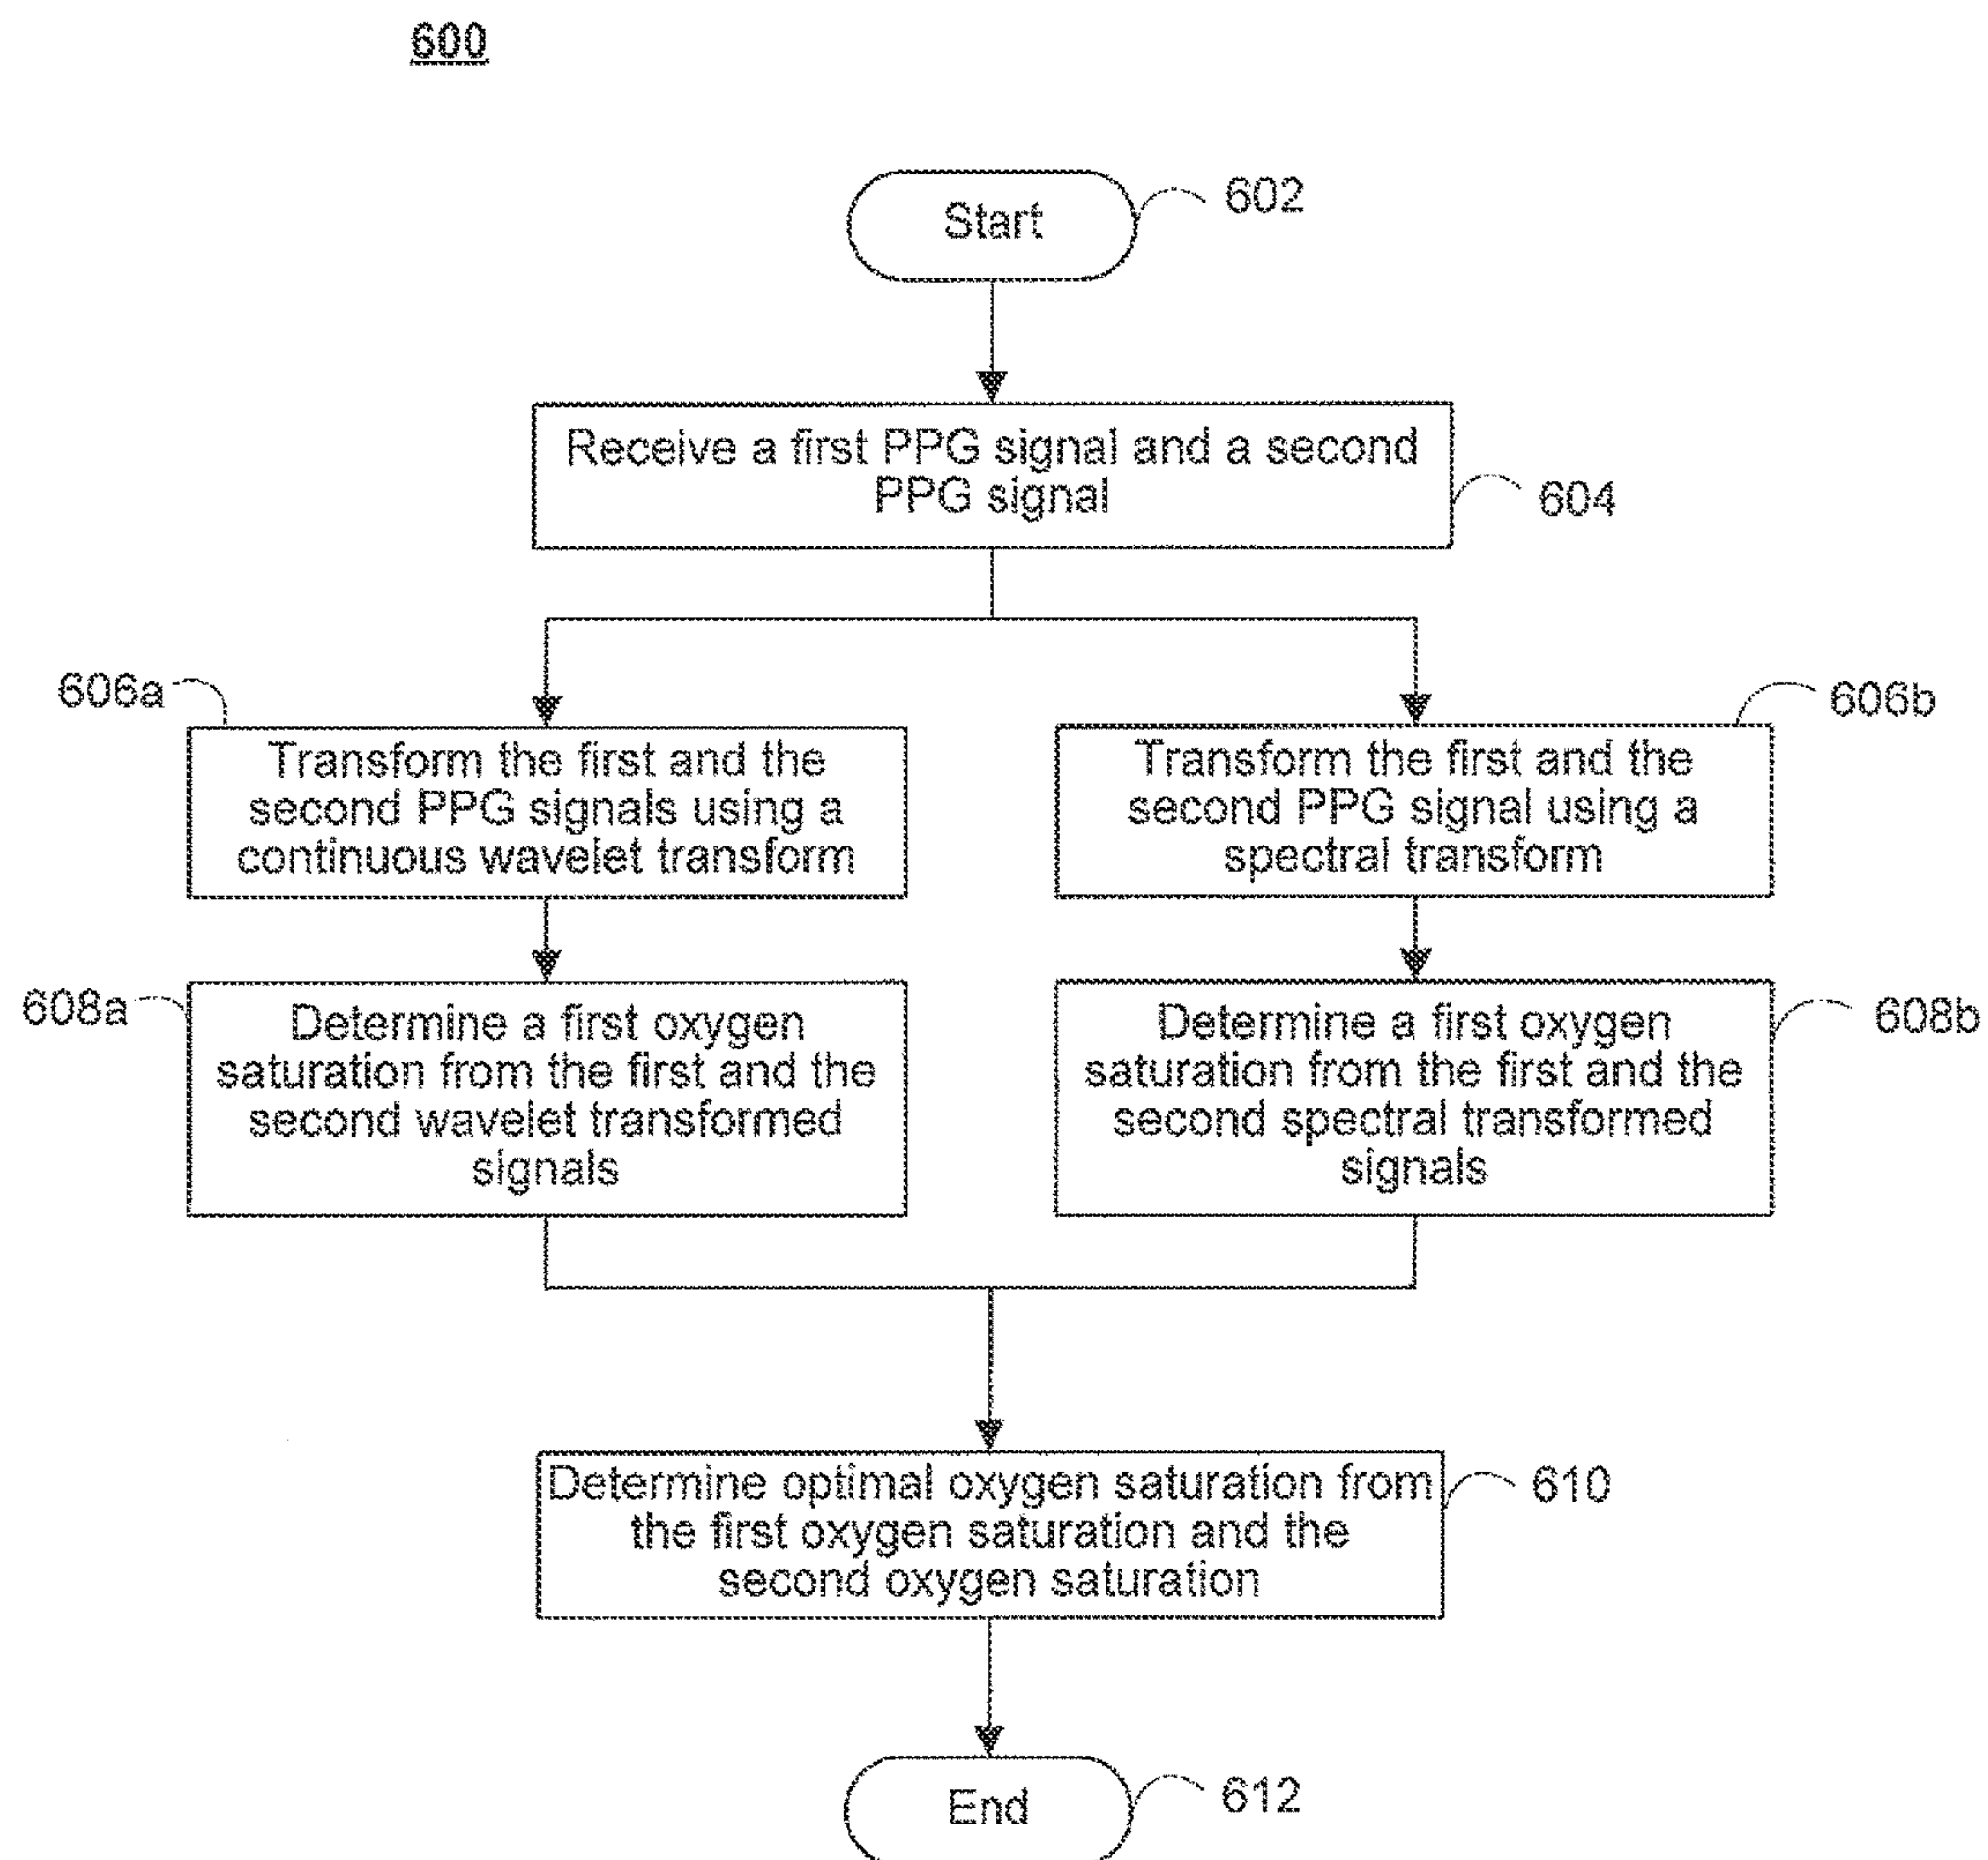 600
Start
602
Receive a first PPG signal and a second
PPG signal
604
606a
Transform the first and the
second PPG signals using a
continuous wavelet transform
606b
Transform the first and the
second PPG signal using a
spectral transform
608a
Determine a first oxygen
saturation from the first and the
second wavelet transformed
signals
608b
Determine a first oxygen
saturation from the first and the
second spectral transformed
signals
Determine optimal oxygen saturation from
the first oxygen saturation and the
second oxygen saturation
610
End
612